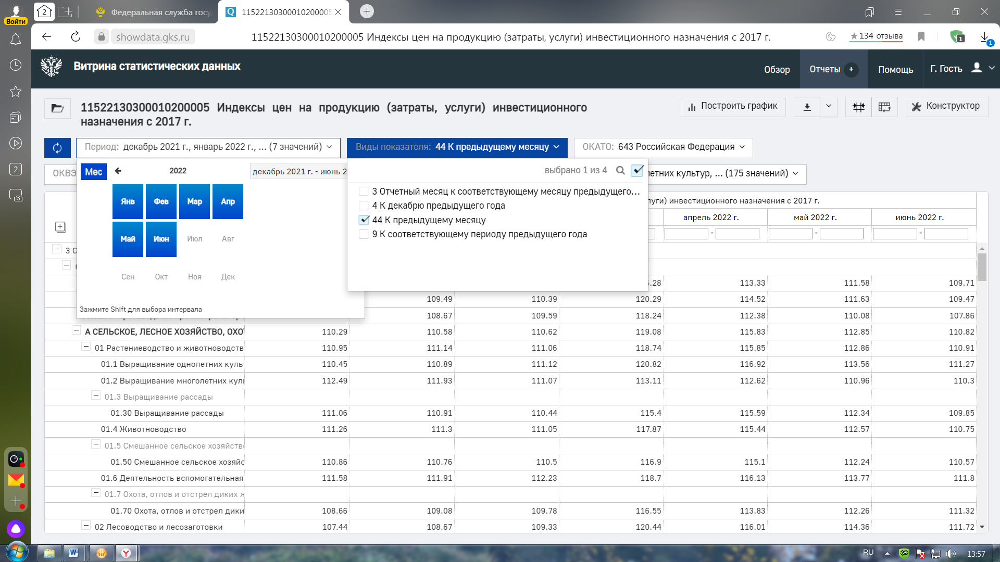 2
Федеральная служба госу
Q 11522130300010200005
Войти
showdata.gks.ru
11522130300010200005 Индексы цен на продукцию (затраты, услуги) инвестиционного назначения с 2017 г.
134 отзыва
1
1
Витрина статистических данных
Обзор
Отчеты +
Помощь
Г. Гость
11522130300010200005 Индексы цен на продукцию (затраты, услуги) инвестиционного
назначения с 2017 г.
Построить график
Конструктор
Период: декабрь 2021 г., январь 2022 г., ... (7 значений)
Виды показателя: 44 К предыдущему месяцу
ОКАТО: 643 Российская Федерация
2
ОКВЭ
летних культур, ... (175 значений)
Мес
2022
декабрь 2021 г. - июнь 2
Янв Фев Мар Апр
Май Июн Июл Авг
Сен Окт Ноя Дек
Зажмите Shift для выбора интервала
выбрано 1 из 4
3 Отчетный месяц к соответствующему месяцу предыдущего...
4 К декабрю предыдущего года
44 К предыдущему месяцу
9 К соответствующему периоду предыдущего года
луги) инвестиционного назначения с 2017 г.
апрель 2022 г. май 2022 г. июнь 2022 г.
- - -
3 О
.28 113.33 111.58 109.71
109.49 110.39 120.29 114.52 111.63 109.47
108.67 109.59 118.24 112.38 110.08 107.86
А СЕЛЬСКОЕ, ЛЕСНОЕ ХОЗЯЙСТВО, ОХОТ 110.29 110.58 110.62 119.08 115.83 112.85 110.82
01 Растениеводство и животноводств 110.95 111.14 111.06 118.74 115.85 112.86 110.91
01.1 Выращивание однолетних культ 110.45 110.89 111.12 120.82 116.92 113.56 111.27
01.2 Выращивание многолетних куль 112.49 111.93 111.07 113.11 112.62 110.96 110.3
01.3 Выращивание рассады
01.30 Выращивание рассады 111.06 110.91 110.44 115.4 115.59 112.34 109.85
01.4 Животноводство 111.26 111.3 111.05 117.87 115.44 112.57 110.75
01.5 Смешанное сельское хозяйство
01.50 Смешанное сельское хозяйс 110.86 110.76 110.5 116.9 115.1 112.24 110.57
01.6 Деятельность вспомогательная 111.58 111.91 112.23 118.7 116.13 113.77 111.8
01.7 Охота, отлов и отстрел диких ж
01.70 Охота, отлов и отстрел дики 108.66 109.08 109.78 116.55 113.83 112.26 111.32
02 Лесоводство и лесозаготовки 107.44 108.67 109.33 120.44 116.01 114.36 111.72
RU
13:57